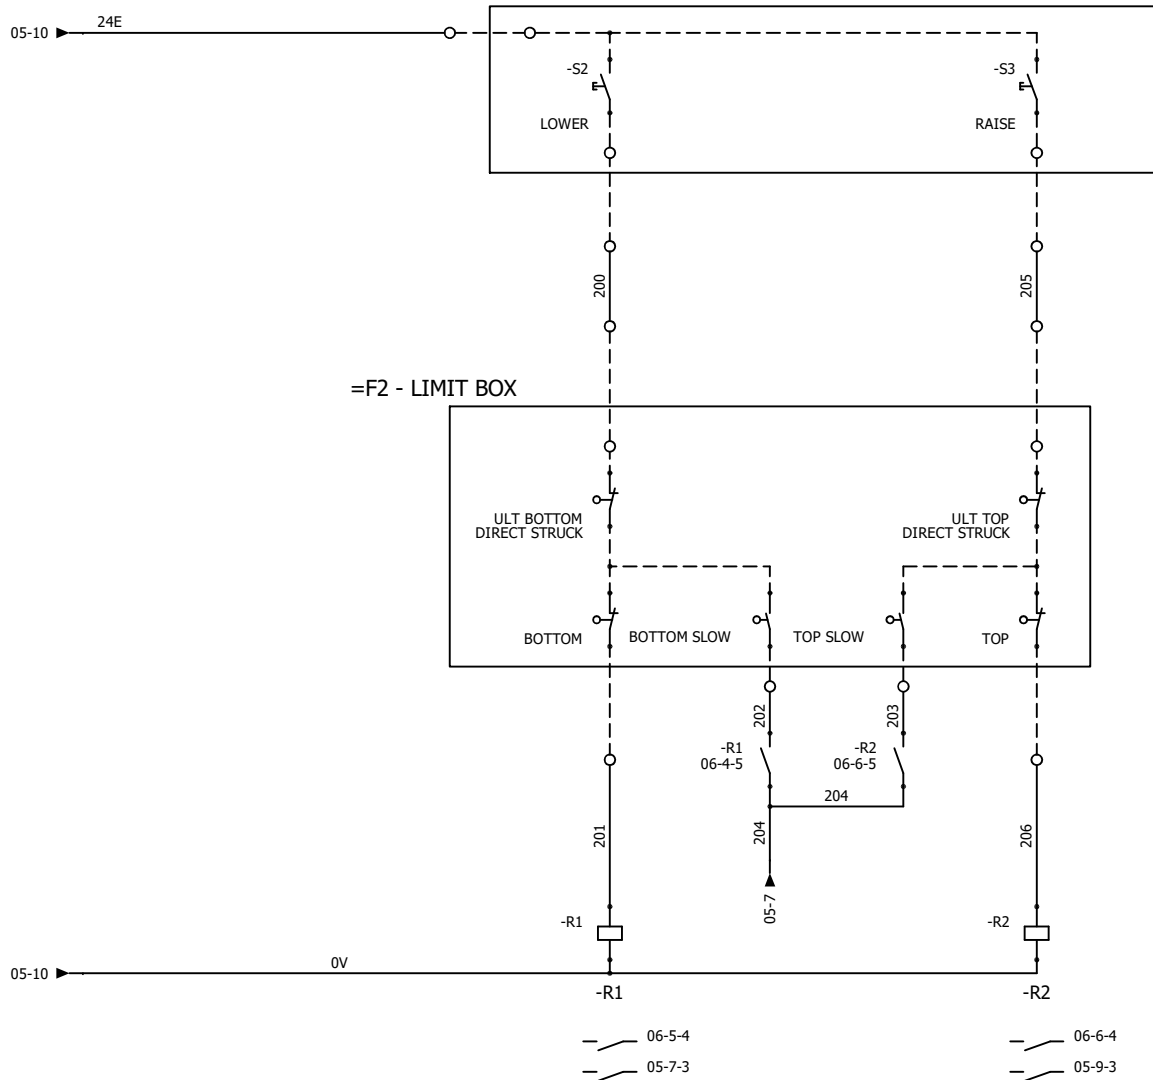 24E
05-10
-S2
-S3
LOWER
RAISE
200
205
=F2 - LIMIT BOX
ULT BOTTOM
DIRECT STRUCK
ULT TOP
DIRECT STRUCK
BOTTOM
BOTTOM SLOW
TOP SLOW
TOP
202
203
-R1
06-4-5
-R2
06-6-5
204
201
204
206
05-7
-R1
-R2
0V
05-10
-R1
-R2
06-5-4
06-6-4
05-7-3
05-9-3